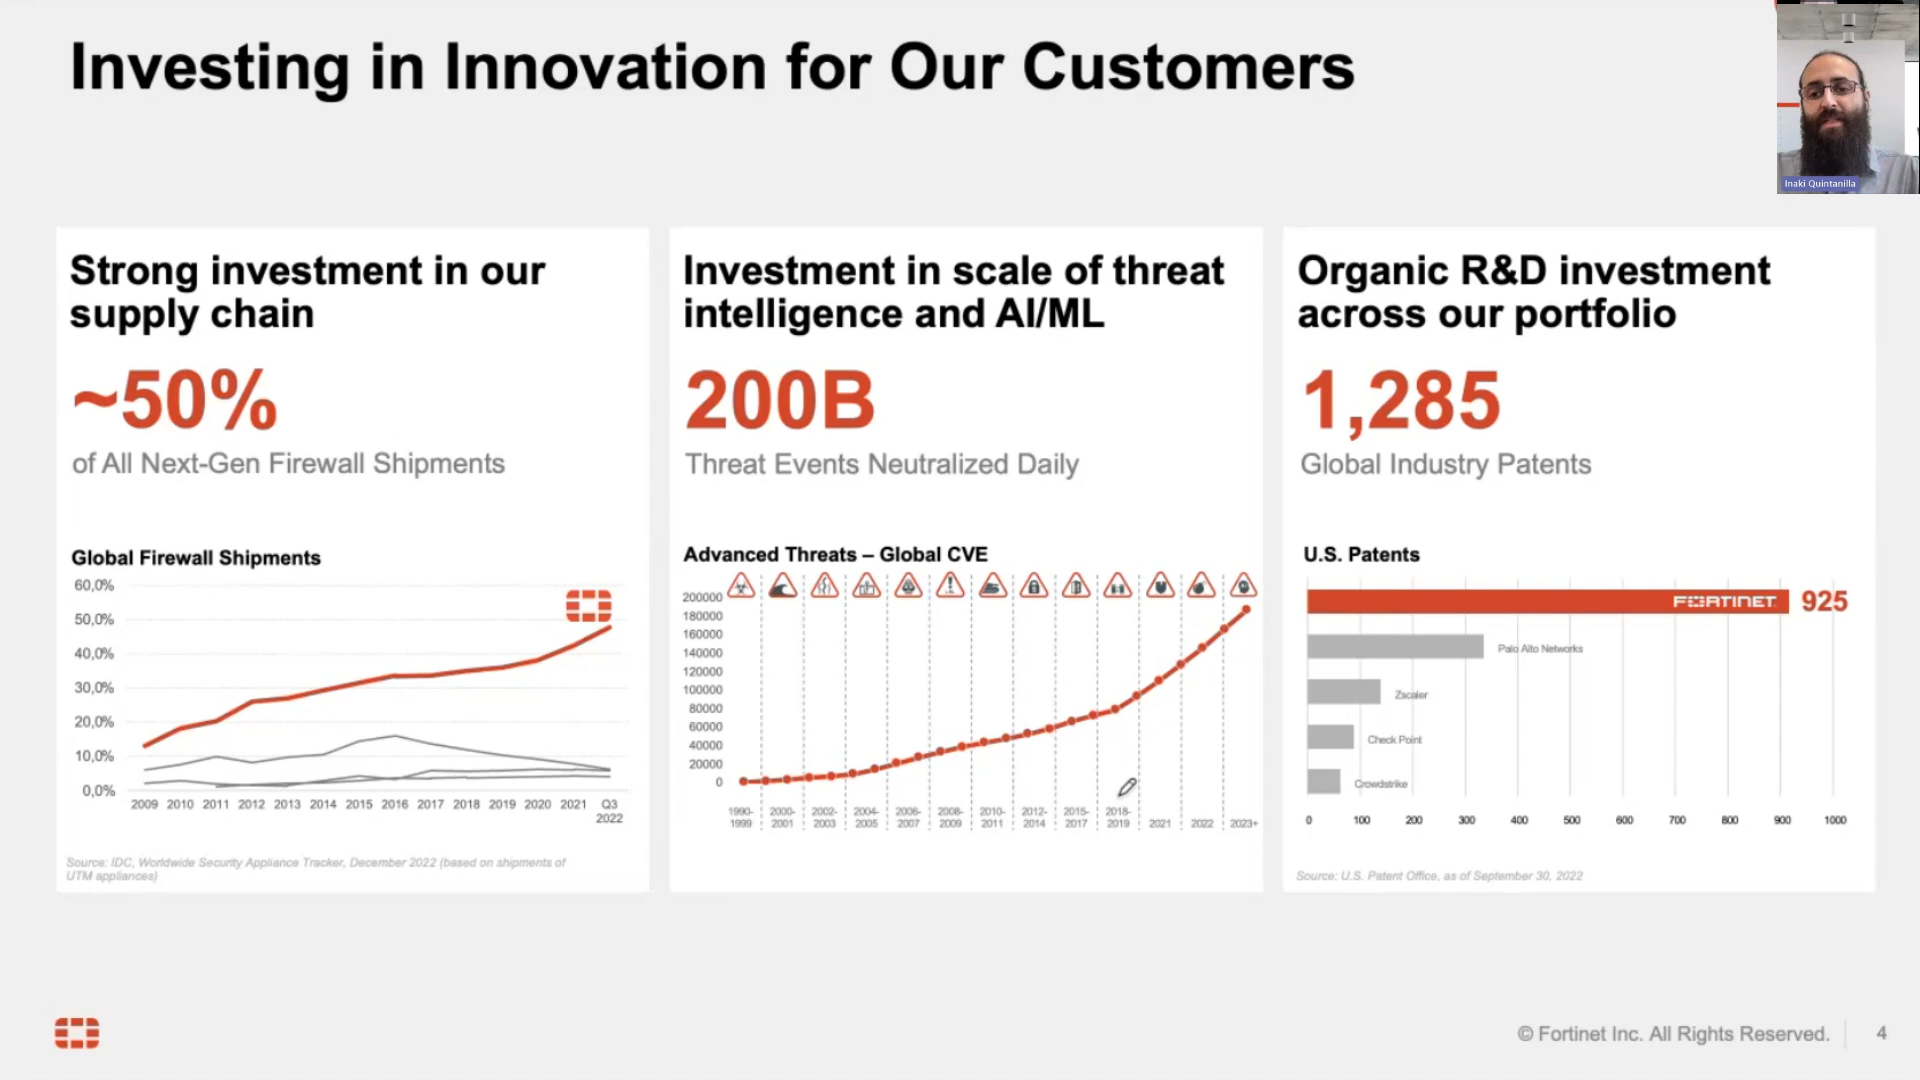 Investing in Innovation for Our Customers
Inaki Quintanilla
Strong investment in our
supply chain
~50%
of All Next-Gen Firewall Shipments
Global Firewall Shipments
60,0%
50,0%
40,0%
30,0%
20,0%
10,0%
0,0%
2009 2010 2011 2012 2013 2014 2015 2016 2017 2018 2019 2020 2021 Q3
2022
Source: IDC, Worldwide Security Appliance Tracker, December 2022 (based on shipments of
UTM appliances)
Investment in scale of threat
intelligence and AI/ML
200B
Threat Events Neutralized Daily
Advanced Threats – Global CVE
200000
180000
160000
140000
120000
100000
80000
60000
40000
20000
0
1990- 2000- 2002- 2004- 2006- 2008- 2010- 2012- 2015- 2018-
1999 2001 2003 2005 2007 2009 2011 2014 2017 2019 2021 2022 2023+
Organic R&D investment
across our portfolio
1,285
Global Industry Patents
U.S. Patents
FORTINET 925
Palo Alto Networks
Zscaler
Check Point
Crowdstrike
0 100 200 300 400 500 600 700 800 900 1000
Source: U.S. Patent Office, as of September 30, 2022
© Fortinet Inc. All Rights Reserved. 4